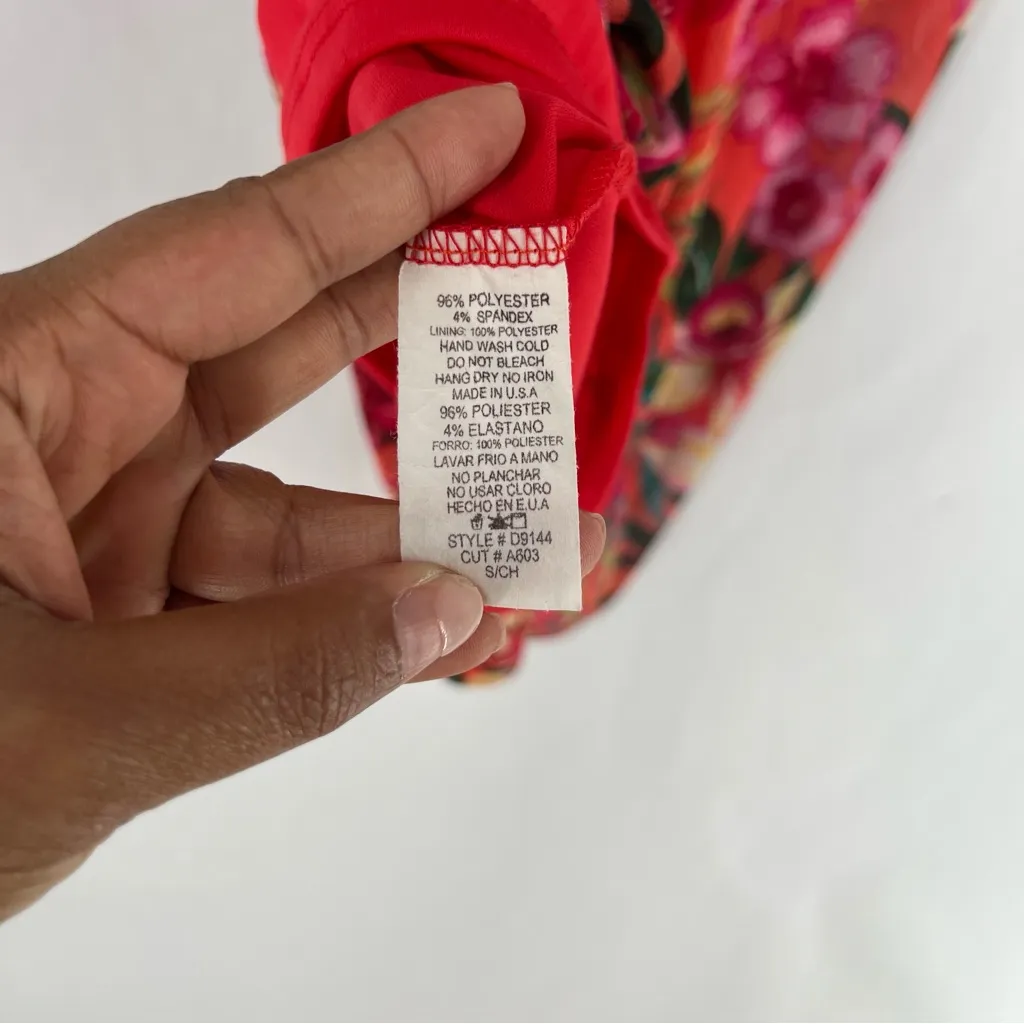 96% POLYESTER
4% SPANDEX
LINING: 100% POLYESTER
HAND WASH COLD
DO NOT BLEACH
HANG DRY NO IRON
MADE IN U.S.A
96% POLIESTER
4% ELASTANO
FORRO: 100% POLIESTER
LAVAR FRIO A MANO
NO PLANCHAR
NO USAR CLORO
HECHO EN E.U.A
STYLE # D9144
CUT # A603
S/CH